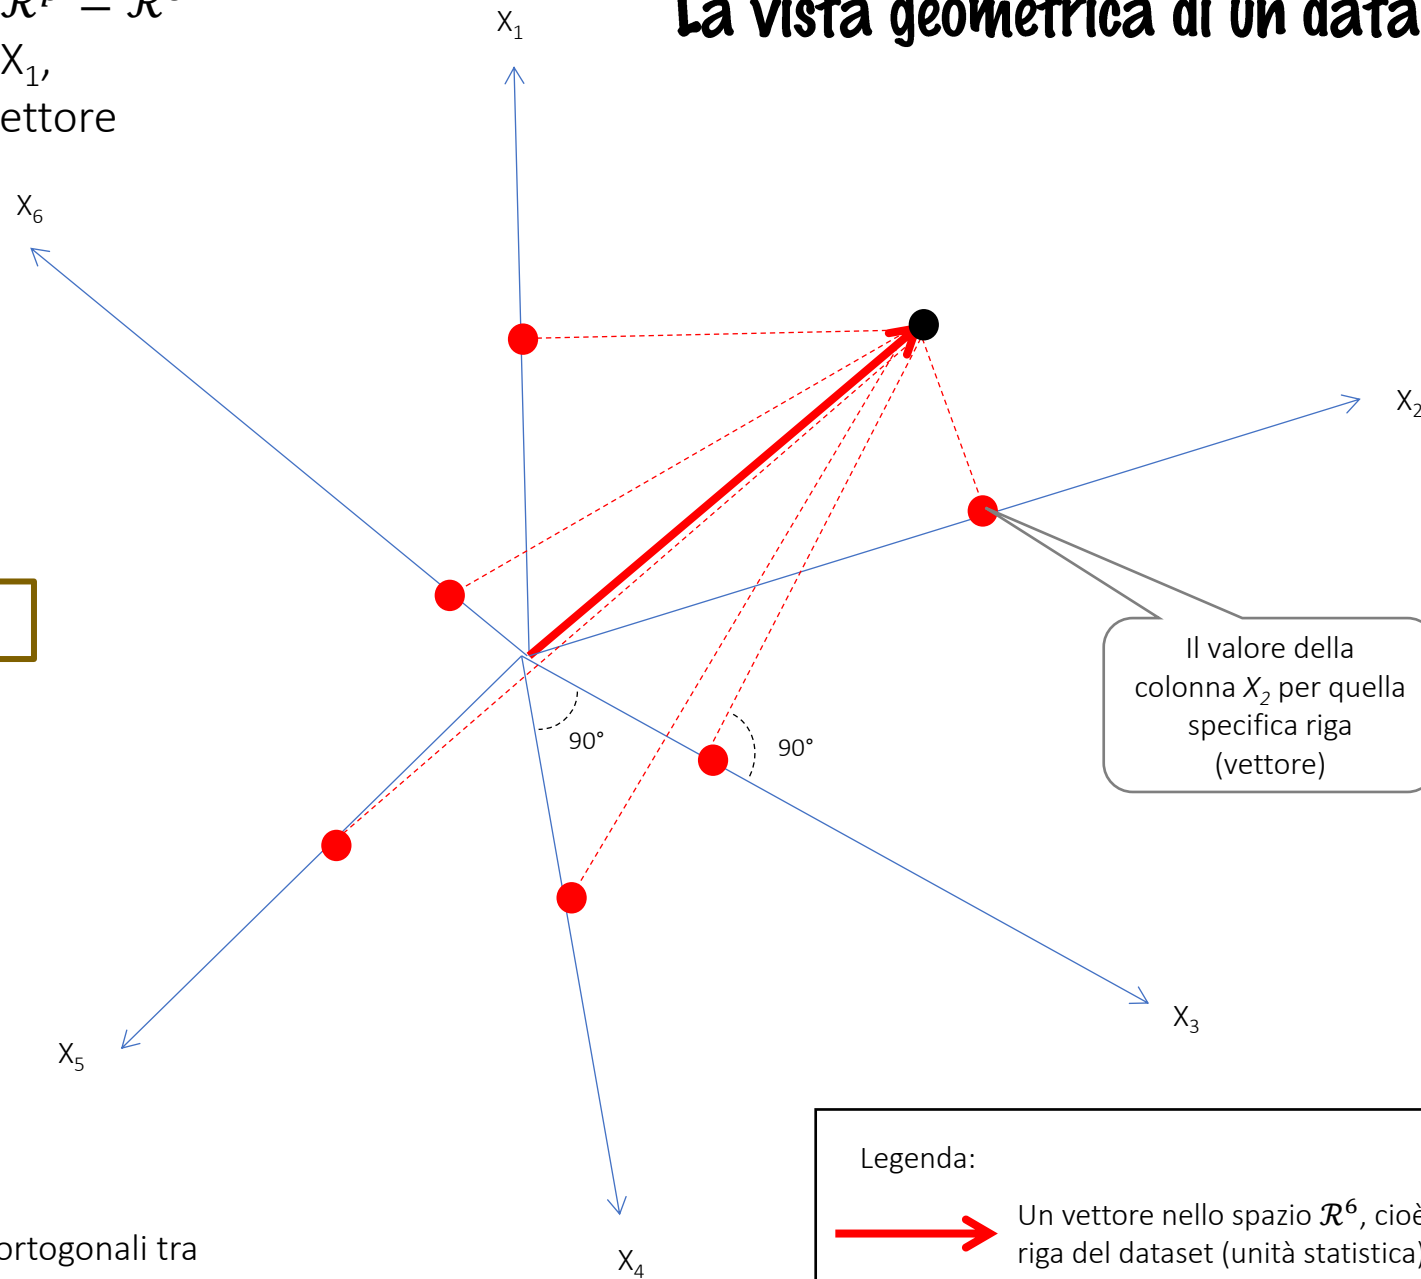 ℛᵖ = ℛ⁶
La vista geometrica di un data
X₁,
ettore
X₁
X₆
X₂
Il valore della
colonna X₂ per quella
specifica riga
(vettore)
90°
90°
X₃
X₅
X₄
ortogonali tra
Legenda:
Un vettore nello spazio ℛ⁶, cioè
riga del dataset (unità statistica)